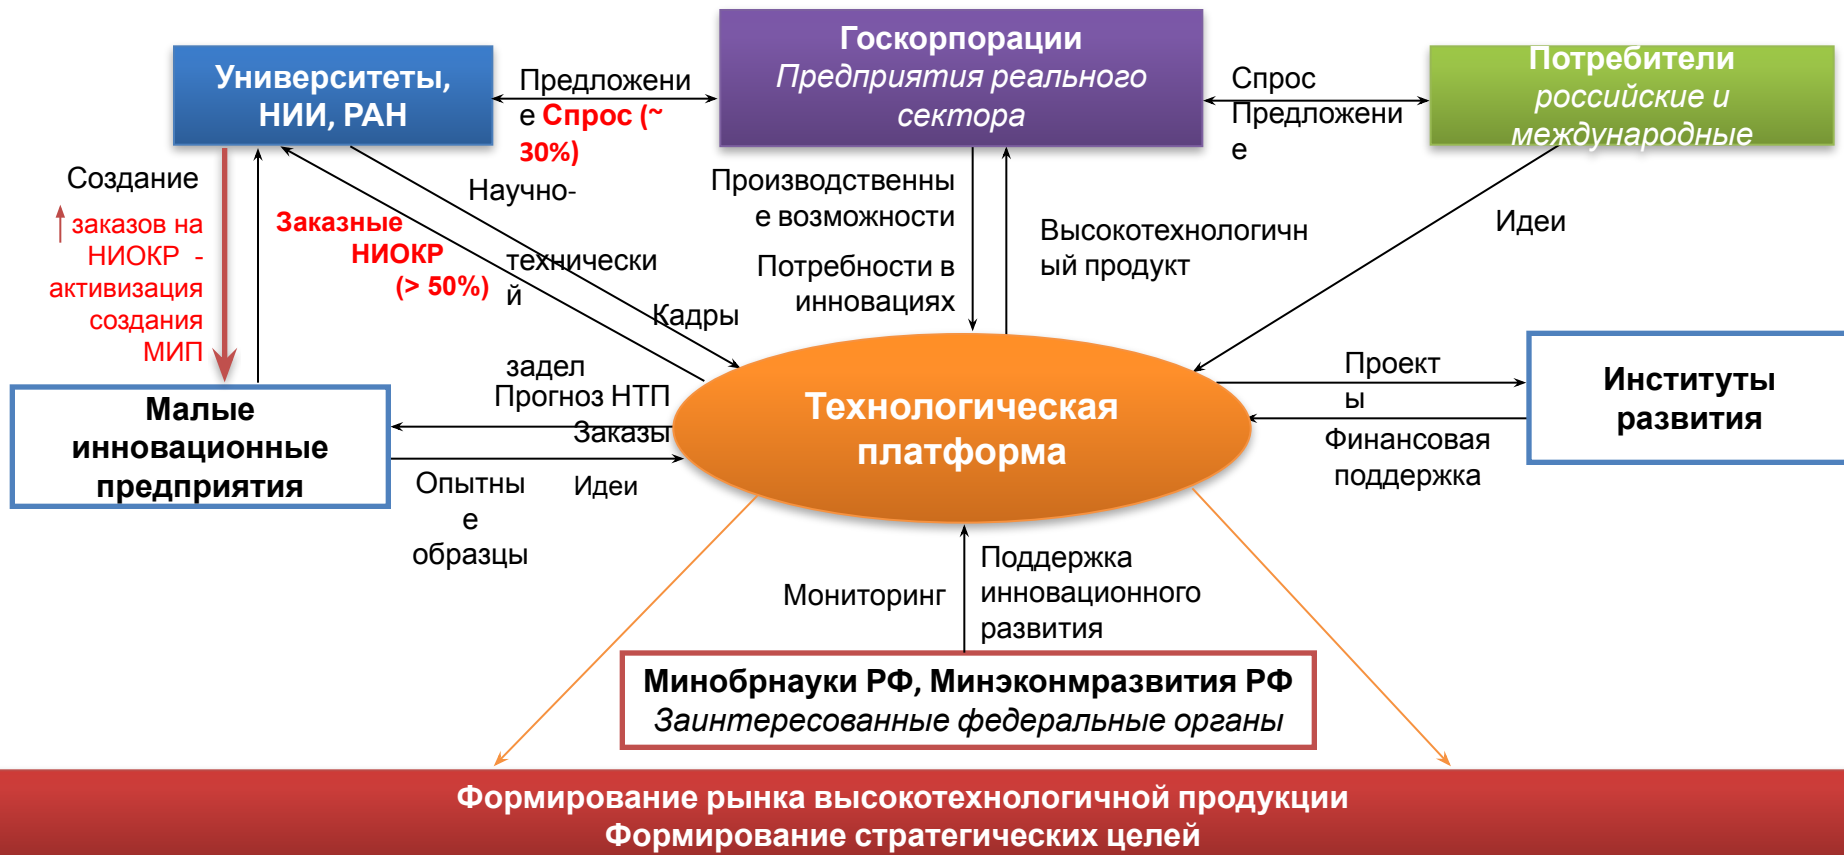 Госкорпорации
Предприятия реального
сектора
Университеты,
НИИ, РАН
Предложени
е Спрос (~
30%)
Спрос
Предложени
е
Потребители
российские и
международные
Создание
заказов на
НИОКР -
активизация
создания
МИП
Заказные
НИОКР
(> 50%)
Научно-
технически
й
задел
Кадры
Производственны
е возможности
Потребности в
инновациях
Высокотехнологичн
ый продукт
Идеи
Малые
инновационные
предприятия
Прогноз НТП
Заказы
Опытны
е
образцы
Идеи
Технологическая
платформа
Проект
ы
Финансовая
поддержка
Институты
развития
Мониторинг
Поддержка
инновационного
развития
Минобрнауки РФ, Минэконмразвития РФ
Заинтересованные федеральные органы
Формирование рынка высокотехнологичной продукции
Формирование стратегических целей